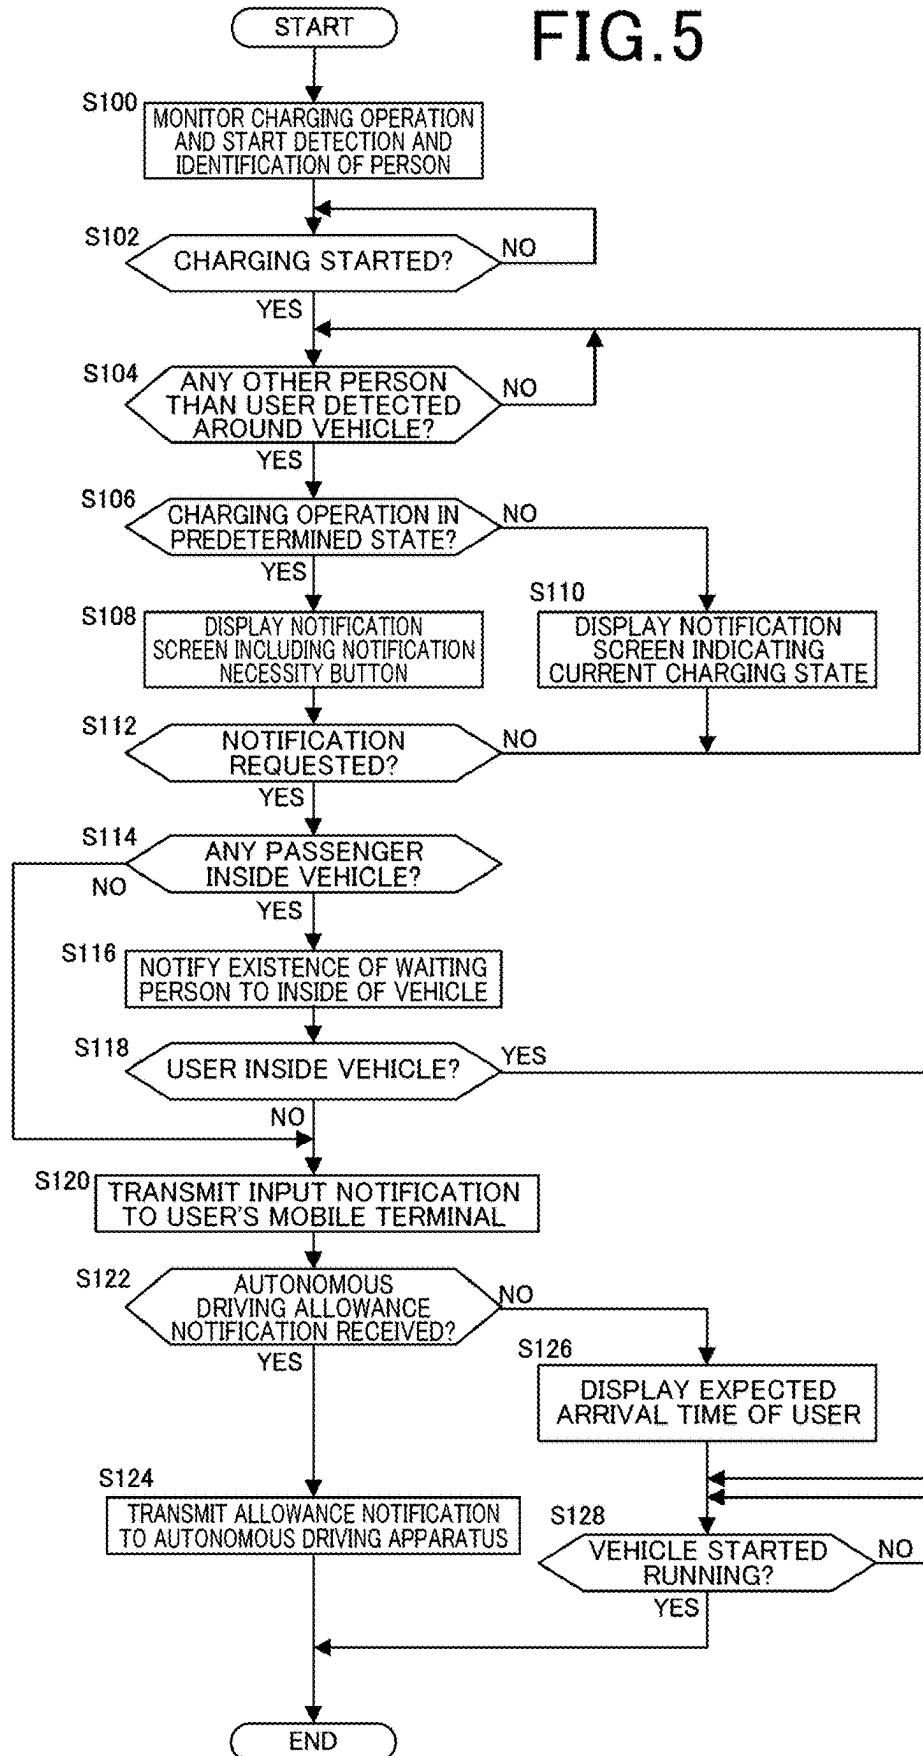 FIG.5
START
S100
MONITOR CHARGING OPERATION
AND START DETECTION AND
IDENTIFICATION OF PERSON
S102
CHARGING STARTED?
NO
YES
S104
ANY OTHER PERSON
THAN USER DETECTED
AROUND VEHICLE?
NO
YES
S106
CHARGING OPERATION IN
PREDETERMINED STATE?
NO
YES
S108
DISPLAY NOTIFICATION
SCREEN INCLUDING NOTIFICATION
NECESSITY BUTTON
S110
DISPLAY NOTIFICATION
SCREEN INDICATING
CURRENT CHARGING STATE
S112
NOTIFICATION
REQUESTED?
NO
YES
S114
ANY PASSENGER
INSIDE VEHICLE?
NO
YES
S116
NOTIFY EXISTENCE OF WAITING
PERSON TO INSIDE OF VEHICLE
S118
USER INSIDE VEHICLE?
YES
NO
S120
TRANSMIT INPUT NOTIFICATION
TO USER'S MOBILE TERMINAL
S122
AUTONOMOUS
DRIVING ALLOWANCE
NOTIFICATION RECEIVED?
NO
YES
S126
DISPLAY EXPECTED
ARRIVAL TIME OF USER
S124
TRANSMIT ALLOWANCE NOTIFICATION
TO AUTONOMOUS DRIVING APPARATUS
S128
VEHICLE STARTED
RUNNING?
NO
YES
END